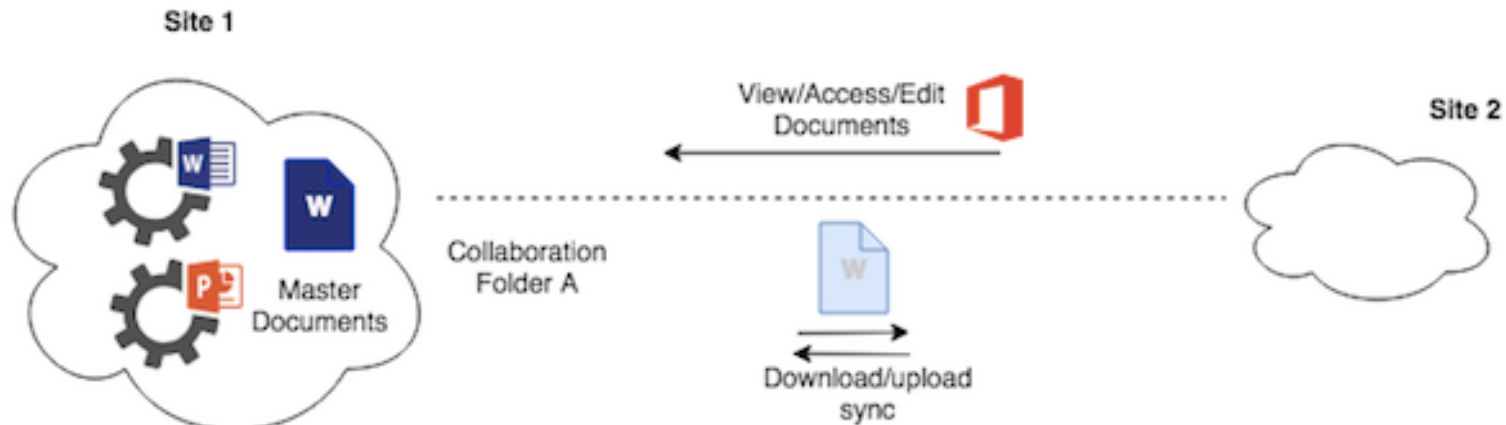 Site 1
View/Access/Edit
Documents
Site 2
W
W
P
Master
Documents
Collaboration
Folder A
W
Download/upload
sync